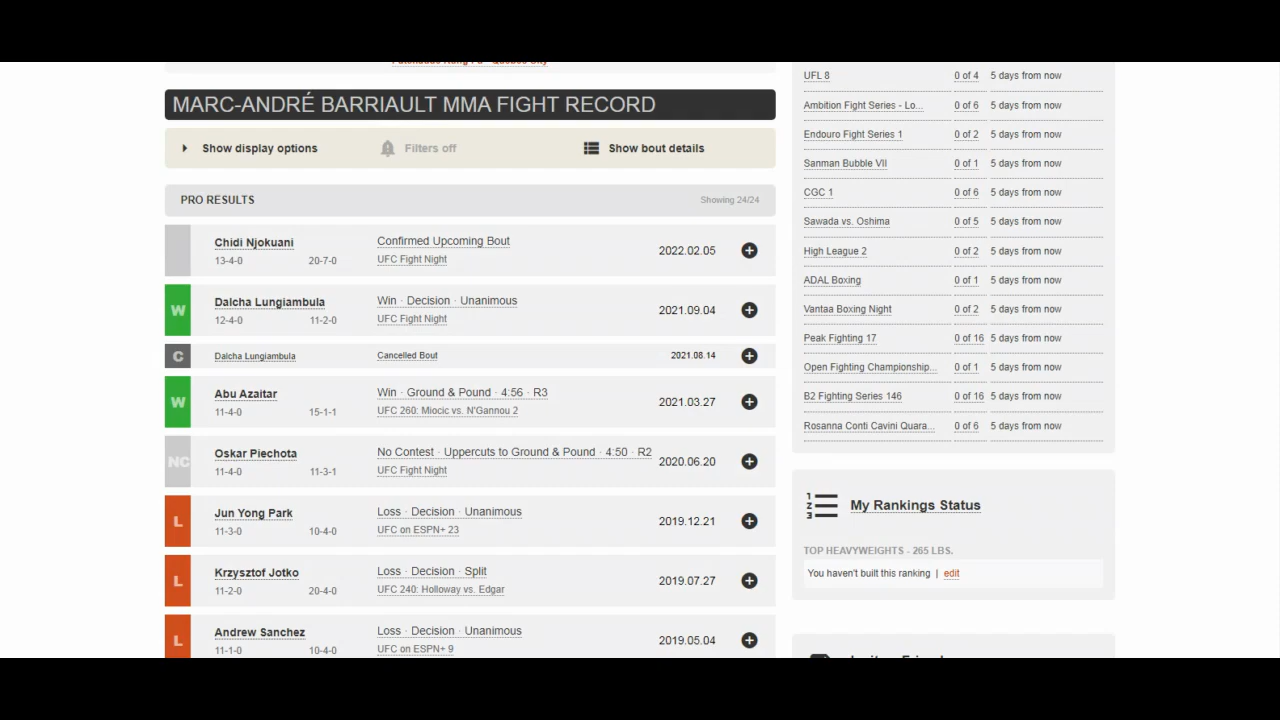 MARC-ANDRÉ BARRIAULT MMA FIGHT RECORD
Show display options
Filters off
Show bout details
PRO RESULTS
Showing 24/24
Chidi Njokuani
13-4-0 20-7-0
Confirmed Upcoming Bout
UFC Fight Night
2022.02.05
W
Dalcha Lungiambula
12-4-0 11-2-0
Win · Decision · Unanimous
UFC Fight Night
2021.09.04
C
Dalcha Lungiambula
Cancelled Bout
2021.08.14
W
Abu Azaitar
11-4-0 15-1-1
Win · Ground & Pound · 4:56 · R3
UFC 260: Miocic vs. N'Gannou 2
2021.03.27
NC
Oskar Piechota
11-4-0 11-3-1
No Contest · Uppercuts to Ground & Pound · 4:50 · R2
UFC Fight Night
2020.06.20
L
Jun Yong Park
11-3-0 10-4-0
Loss · Decision · Unanimous
UFC on ESPN+ 23
2019.12.21
L
Krzysztof Jotko
11-2-0 20-4-0
Loss · Decision · Split
UFC 240: Holloway vs. Edgar
2019.07.27
L
Andrew Sanchez
11-1-0 10-4-0
Loss · Decision · Unanimous
UFC on ESPN+ 9
2019.05.04
UFL 8 0 of 4 5 days from now
Ambition Fight Series - Lo... 0 of 6 5 days from now
Endouro Fight Series 1 0 of 2 5 days from now
Sanman Bubble VII 0 of 1 5 days from now
CGC 1 0 of 6 5 days from now
Sawada vs. Oshima 0 of 5 5 days from now
High League 2 0 of 2 5 days from now
ADAL Boxing 0 of 1 5 days from now
Vantaa Boxing Night 0 of 2 5 days from now
Peak Fighting 17 0 of 16 5 days from now
Open Fighting Championship... 0 of 1 5 days from now
B2 Fighting Series 146 0 of 16 5 days from now
Rosanna Conti Cavini Quara... 0 of 6 5 days from now
1
2
3
My Rankings Status
TOP HEAVYWEIGHTS - 265 LBS.
You haven't built this ranking | edit